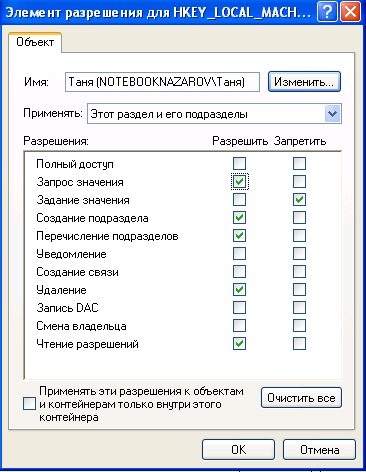 Элемент разрешения для HKEY_LOCAL_MACH...
Объект
Имя: Таня (NOTEBOOKNAZAROV\Таня) Изменить...
Применять: Этот раздел и его подразделы
Разрешения: Разрешить Запретить
Полный доступ
Запрос значения
Задание значения
Создание подраздела
Перечисление подразделов
Уведомление
Создание связи
Удаление
Запись DAC
Смена владельца
Чтение разрешений
Применять эти разрешения к объектам
и контейнерам только внутри этого
контейнера
Очистить все
ОК Отмена